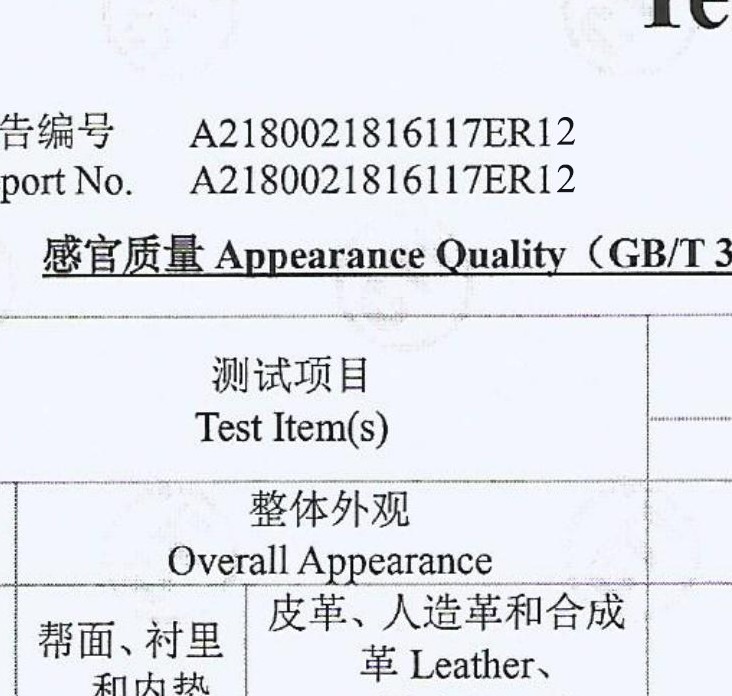 告编号 A2180021816117ER12
port No. A2180021816117ER12
感官质量 Appearance Quality（GB/T 3
测试项目
Test Item(s)
整体外观
Overall Appearance
帮面、衬里
和内垫
皮革、人造革和合成
革 Leather、